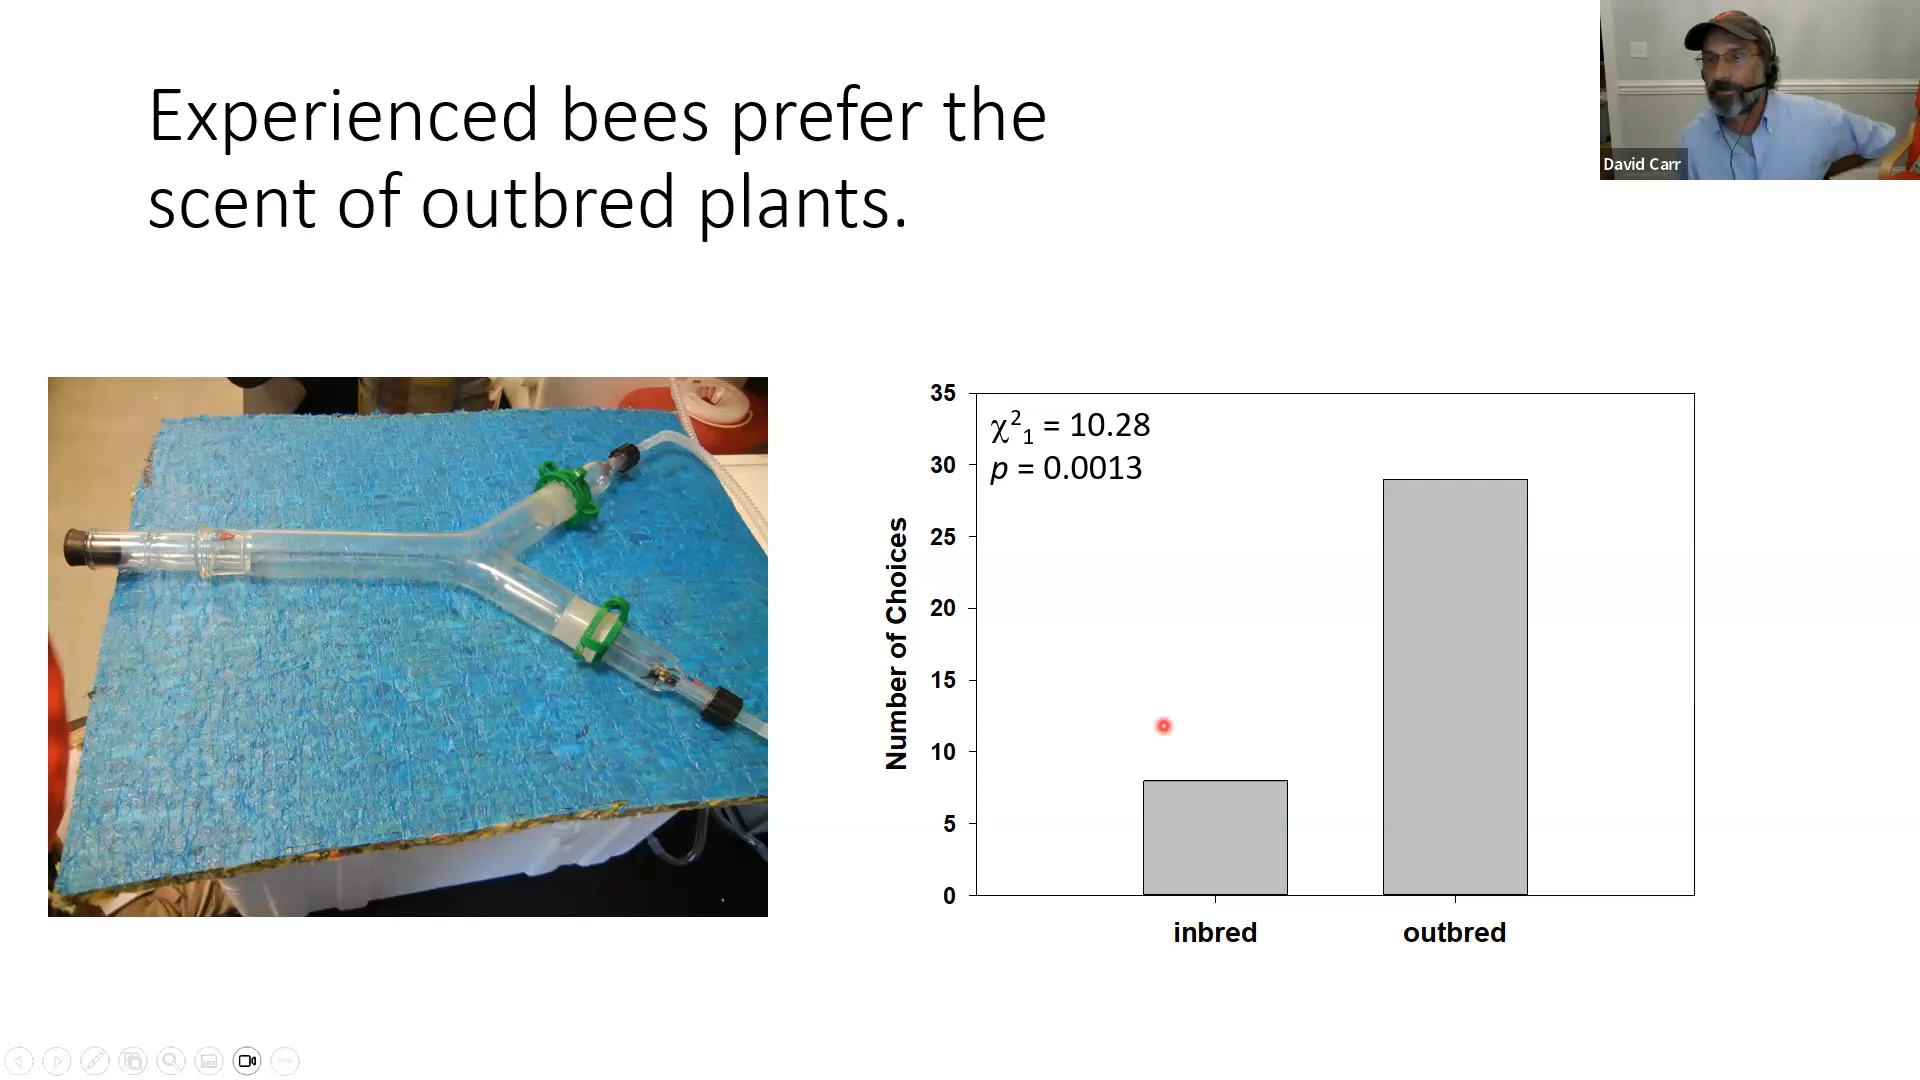 Experienced bees prefer the
scent of outbred plants.
David Carr
35
30
25
20
15
10
5
0
Number of Choices
χ²₁ = 10.28
p = 0.0013
inbred
outbred